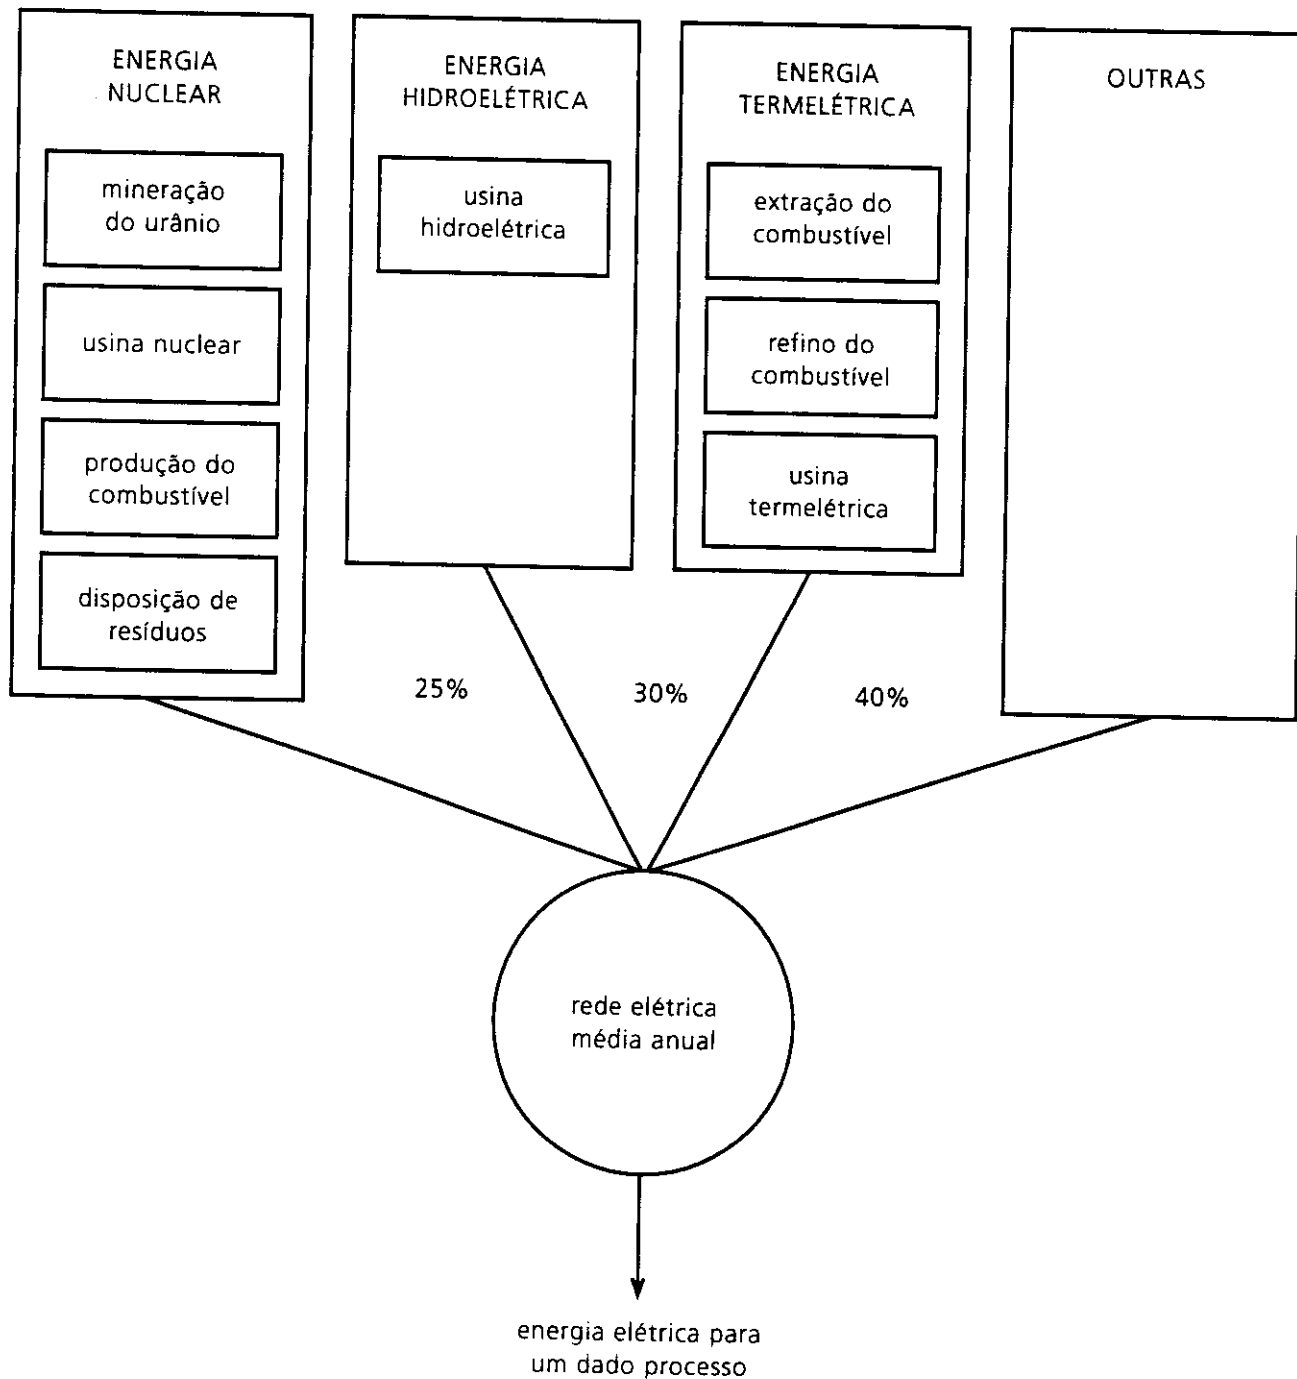 ENERGIA
NUCLEAR
mineração
do urânio
usina nuclear
produção do
combustível
disposição de
resíduos
ENERGIA
HIDROELÉTRICA
usina
hidroelétrica
ENERGIA
TERMELÉTRICA
extração do
combustível
refino do
combustível
usina
termelétrica
OUTRAS
25%
30%
40%
rede elétrica
média anual
energia elétrica para
um dado processo